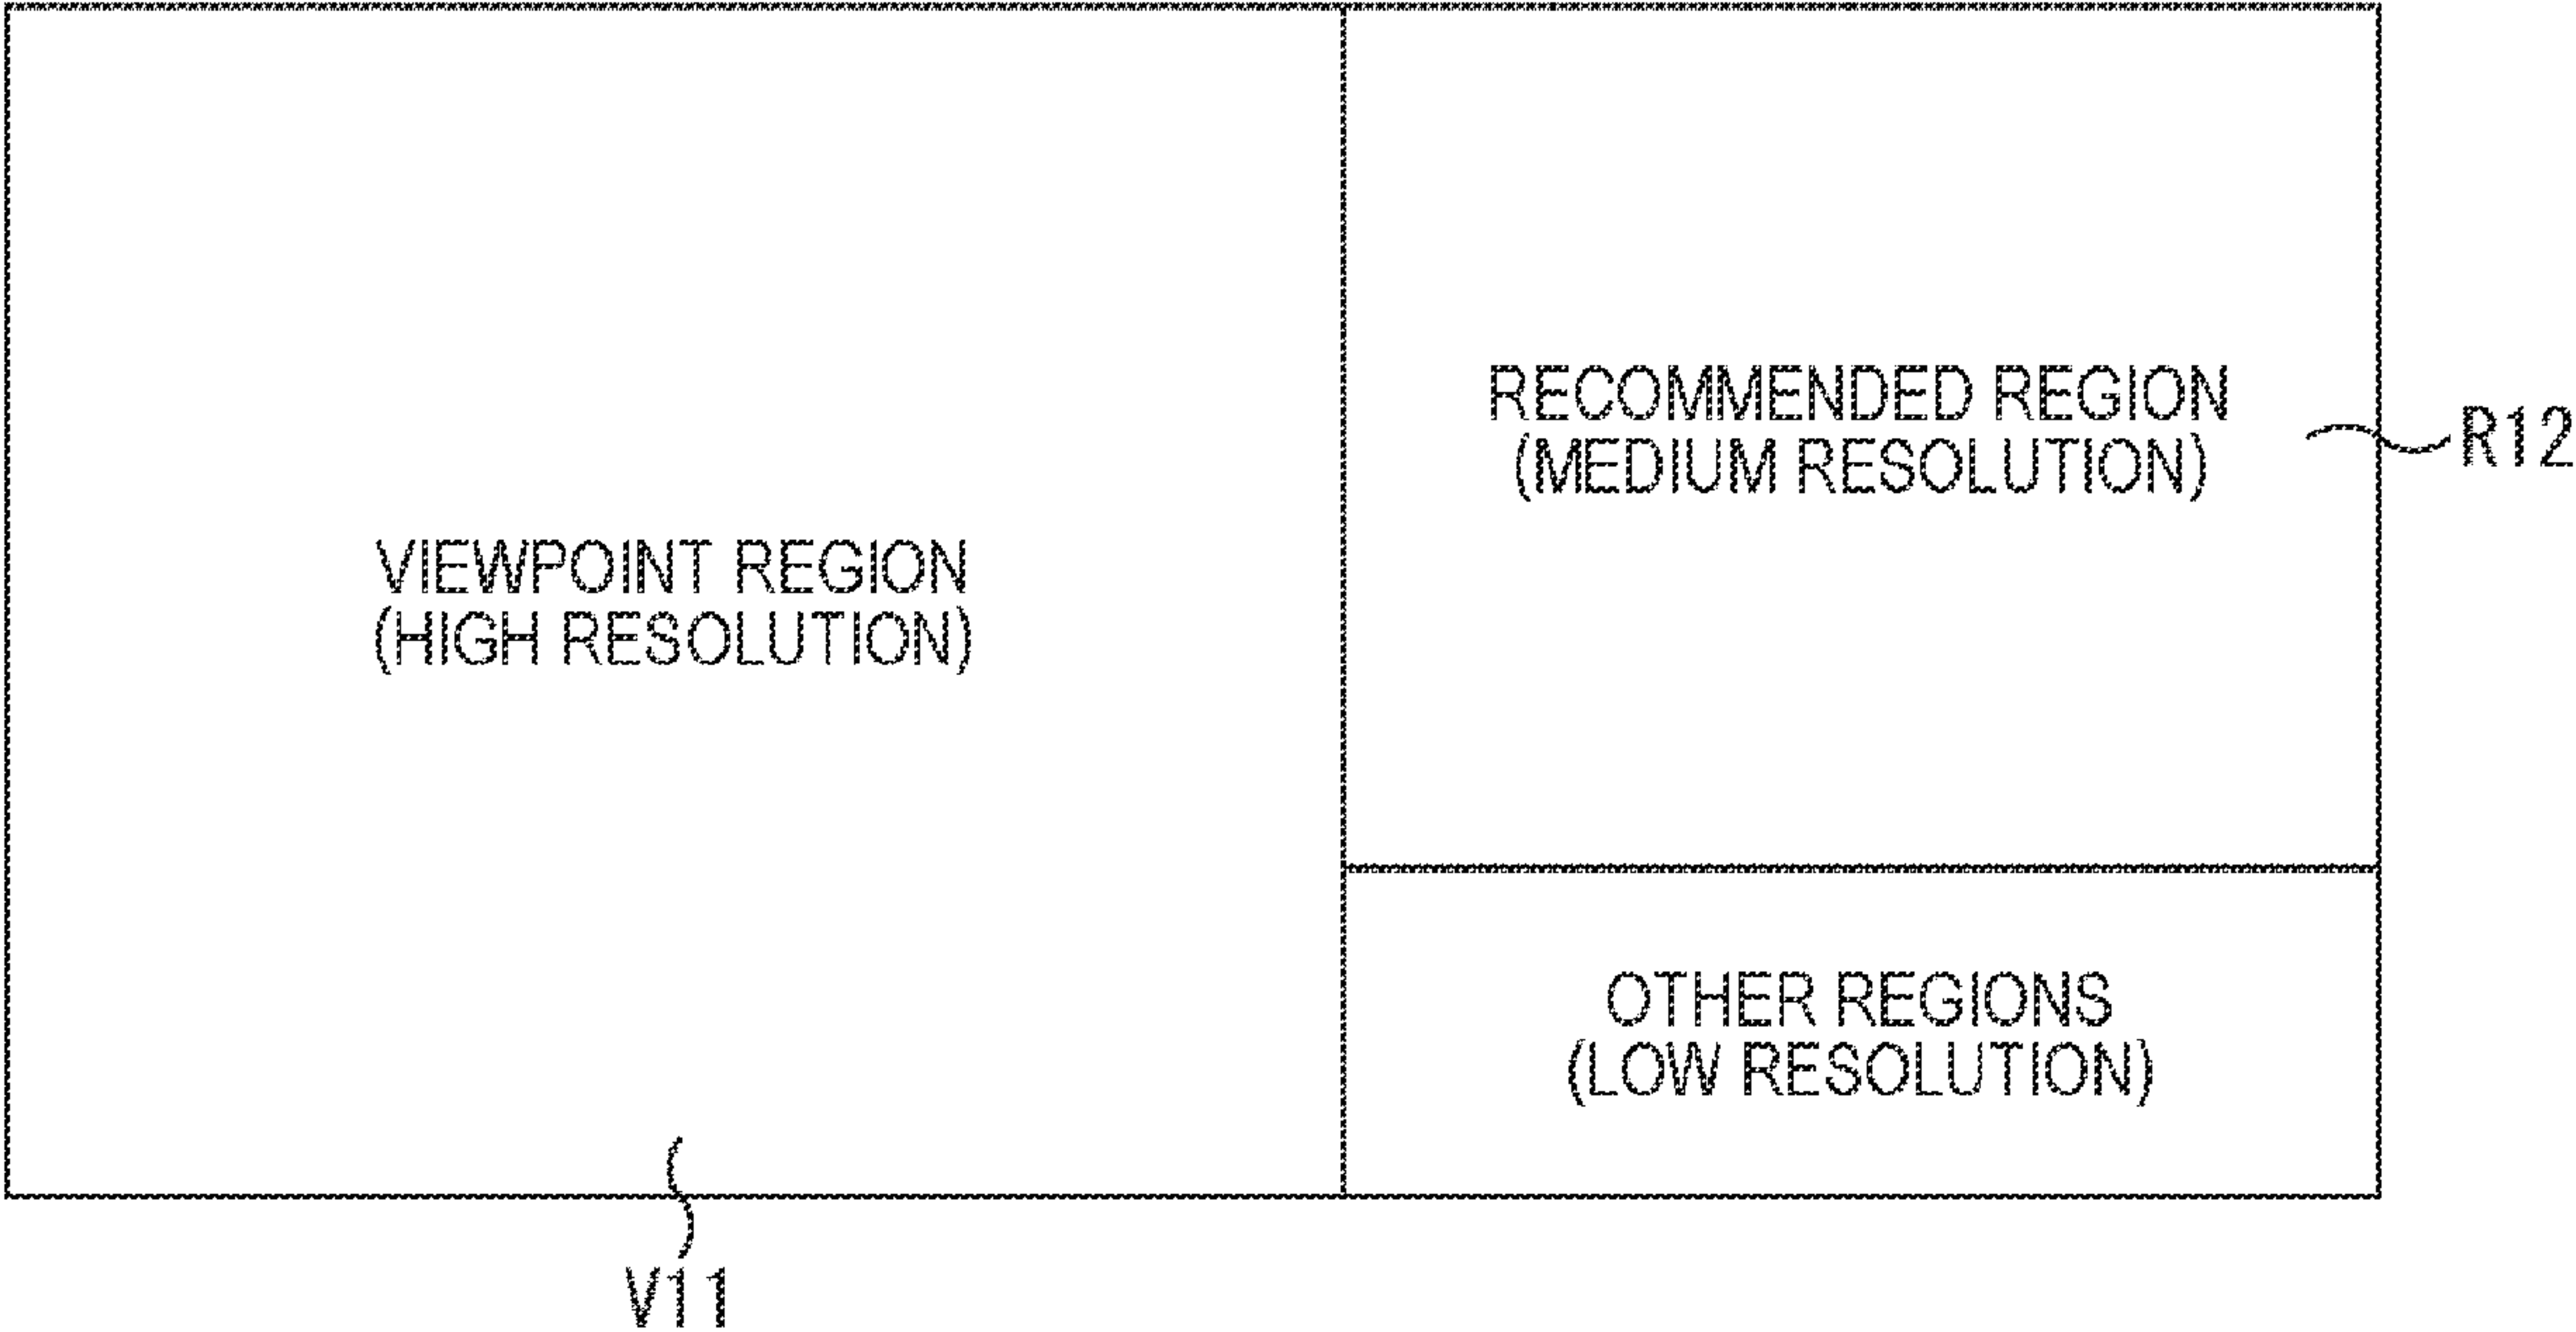 VIEWPOINT REGION
(HIGH RESOLUTION)
RECOMMENDED REGION
(MEDIUM RESOLUTION)
R12
OTHER REGIONS
(LOW RESOLUTION)
V11